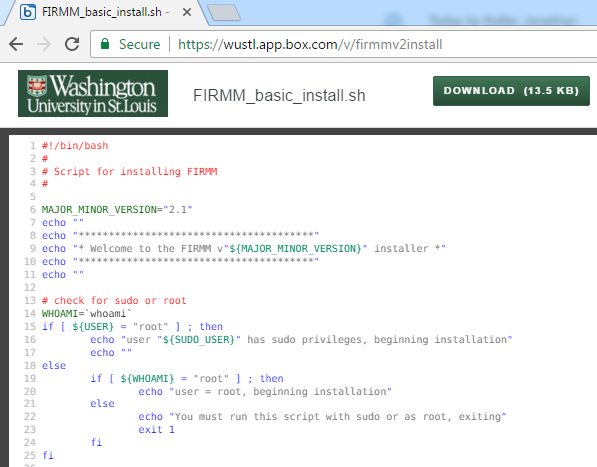 FIRMM_basic_install.sh -
Secure
https://wustl.app.box.com/v/firmmv2install
Washington
University in St.Louis
FIRMM_basic_install.sh
DOWNLOAD (13.5 KB)
1 #!/bin/bash
2 #
3 # Script for installing FIRMM
4 #
5
6 MAJOR_MINOR_VERSION="2.1"
7 echo ""
8 echo "***************************************"
9 echo "* Welcome to the FIRMM v"${MAJOR_MINOR_VERSION}" installer *"
10 echo "***************************************"
11 echo ""
12
13 # check for sudo or root
14 WHOAMI=`whoami`
15 if [ ${USER} = "root" ] ; then
16 echo "user "${SUDO_USER}" has sudo privileges, beginning installation"
17 echo ""
18 else
19 if [ ${WHOAMI} = "root" ] ; then
20 echo "user = root, beginning installation"
21 else
22 echo "You must run this script with sudo or as root, exiting"
23 exit 1
24 fi
25 fi